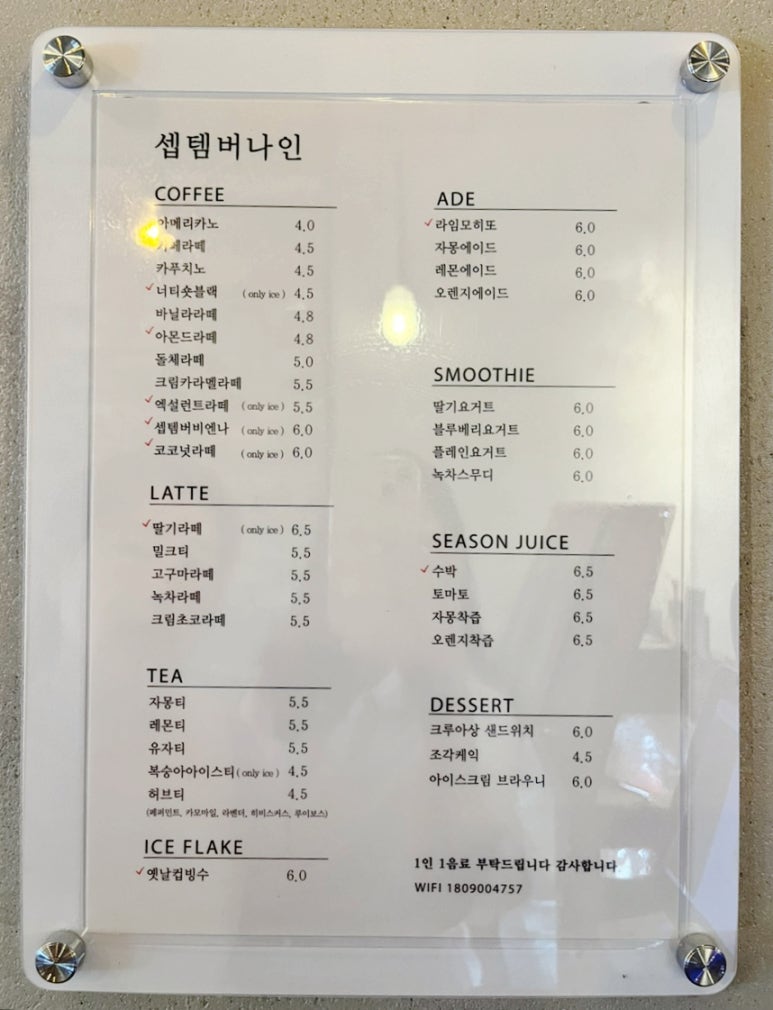 셉템버나인
COFFEE
아메리카노 4.0
카페라떼 4.5
카푸치노 4.5
✓너티숏블랙 (only ice) 4.5
바닐라라떼 4.8
✓아몬드라떼 4.8
돌체라떼 5.0
크림카라멜라떼 5.5
✓엑설런트라떼 (only ice) 5.5
✓셉템버비엔나 (only ice) 6.0
✓코코넛라떼 (only ice) 6.0
LATTE
✓딸기라떼 (only ice) 6.5
밀크티 5.5
고구마라떼 5.5
녹차라떼 5.5
크림초코라떼 5.5
TEA
자몽티 5.5
레몬티 5.5
유자티 5.5
복숭아아이스티(only ice) 4.5
허브티 4.5
(페퍼민트, 카모마일, 라벤더, 히비스커스, 루이보스)
ICE FLAKE
✓옛날컵빙수 6.0
ADE
✓라임모히또 6.0
자몽에이드 6.0
레몬에이드 6.0
오렌지에이드 6.0
SMOOTHIE
딸기요거트 6.0
블루베리요거트 6.0
플레인요거트 6.0
녹차스무디 6.0
SEASON JUICE
✓수박 6.5
토마토 6.5
자몽착즙 6.5
오렌지착즙 6.5
DESSERT
크루아상 샌드위치 6.0
조각케익 4.5
아이스크림 브라우니 6.0
1인 1음료 부탁드립니다 감사합니다
WIFI 1809004757